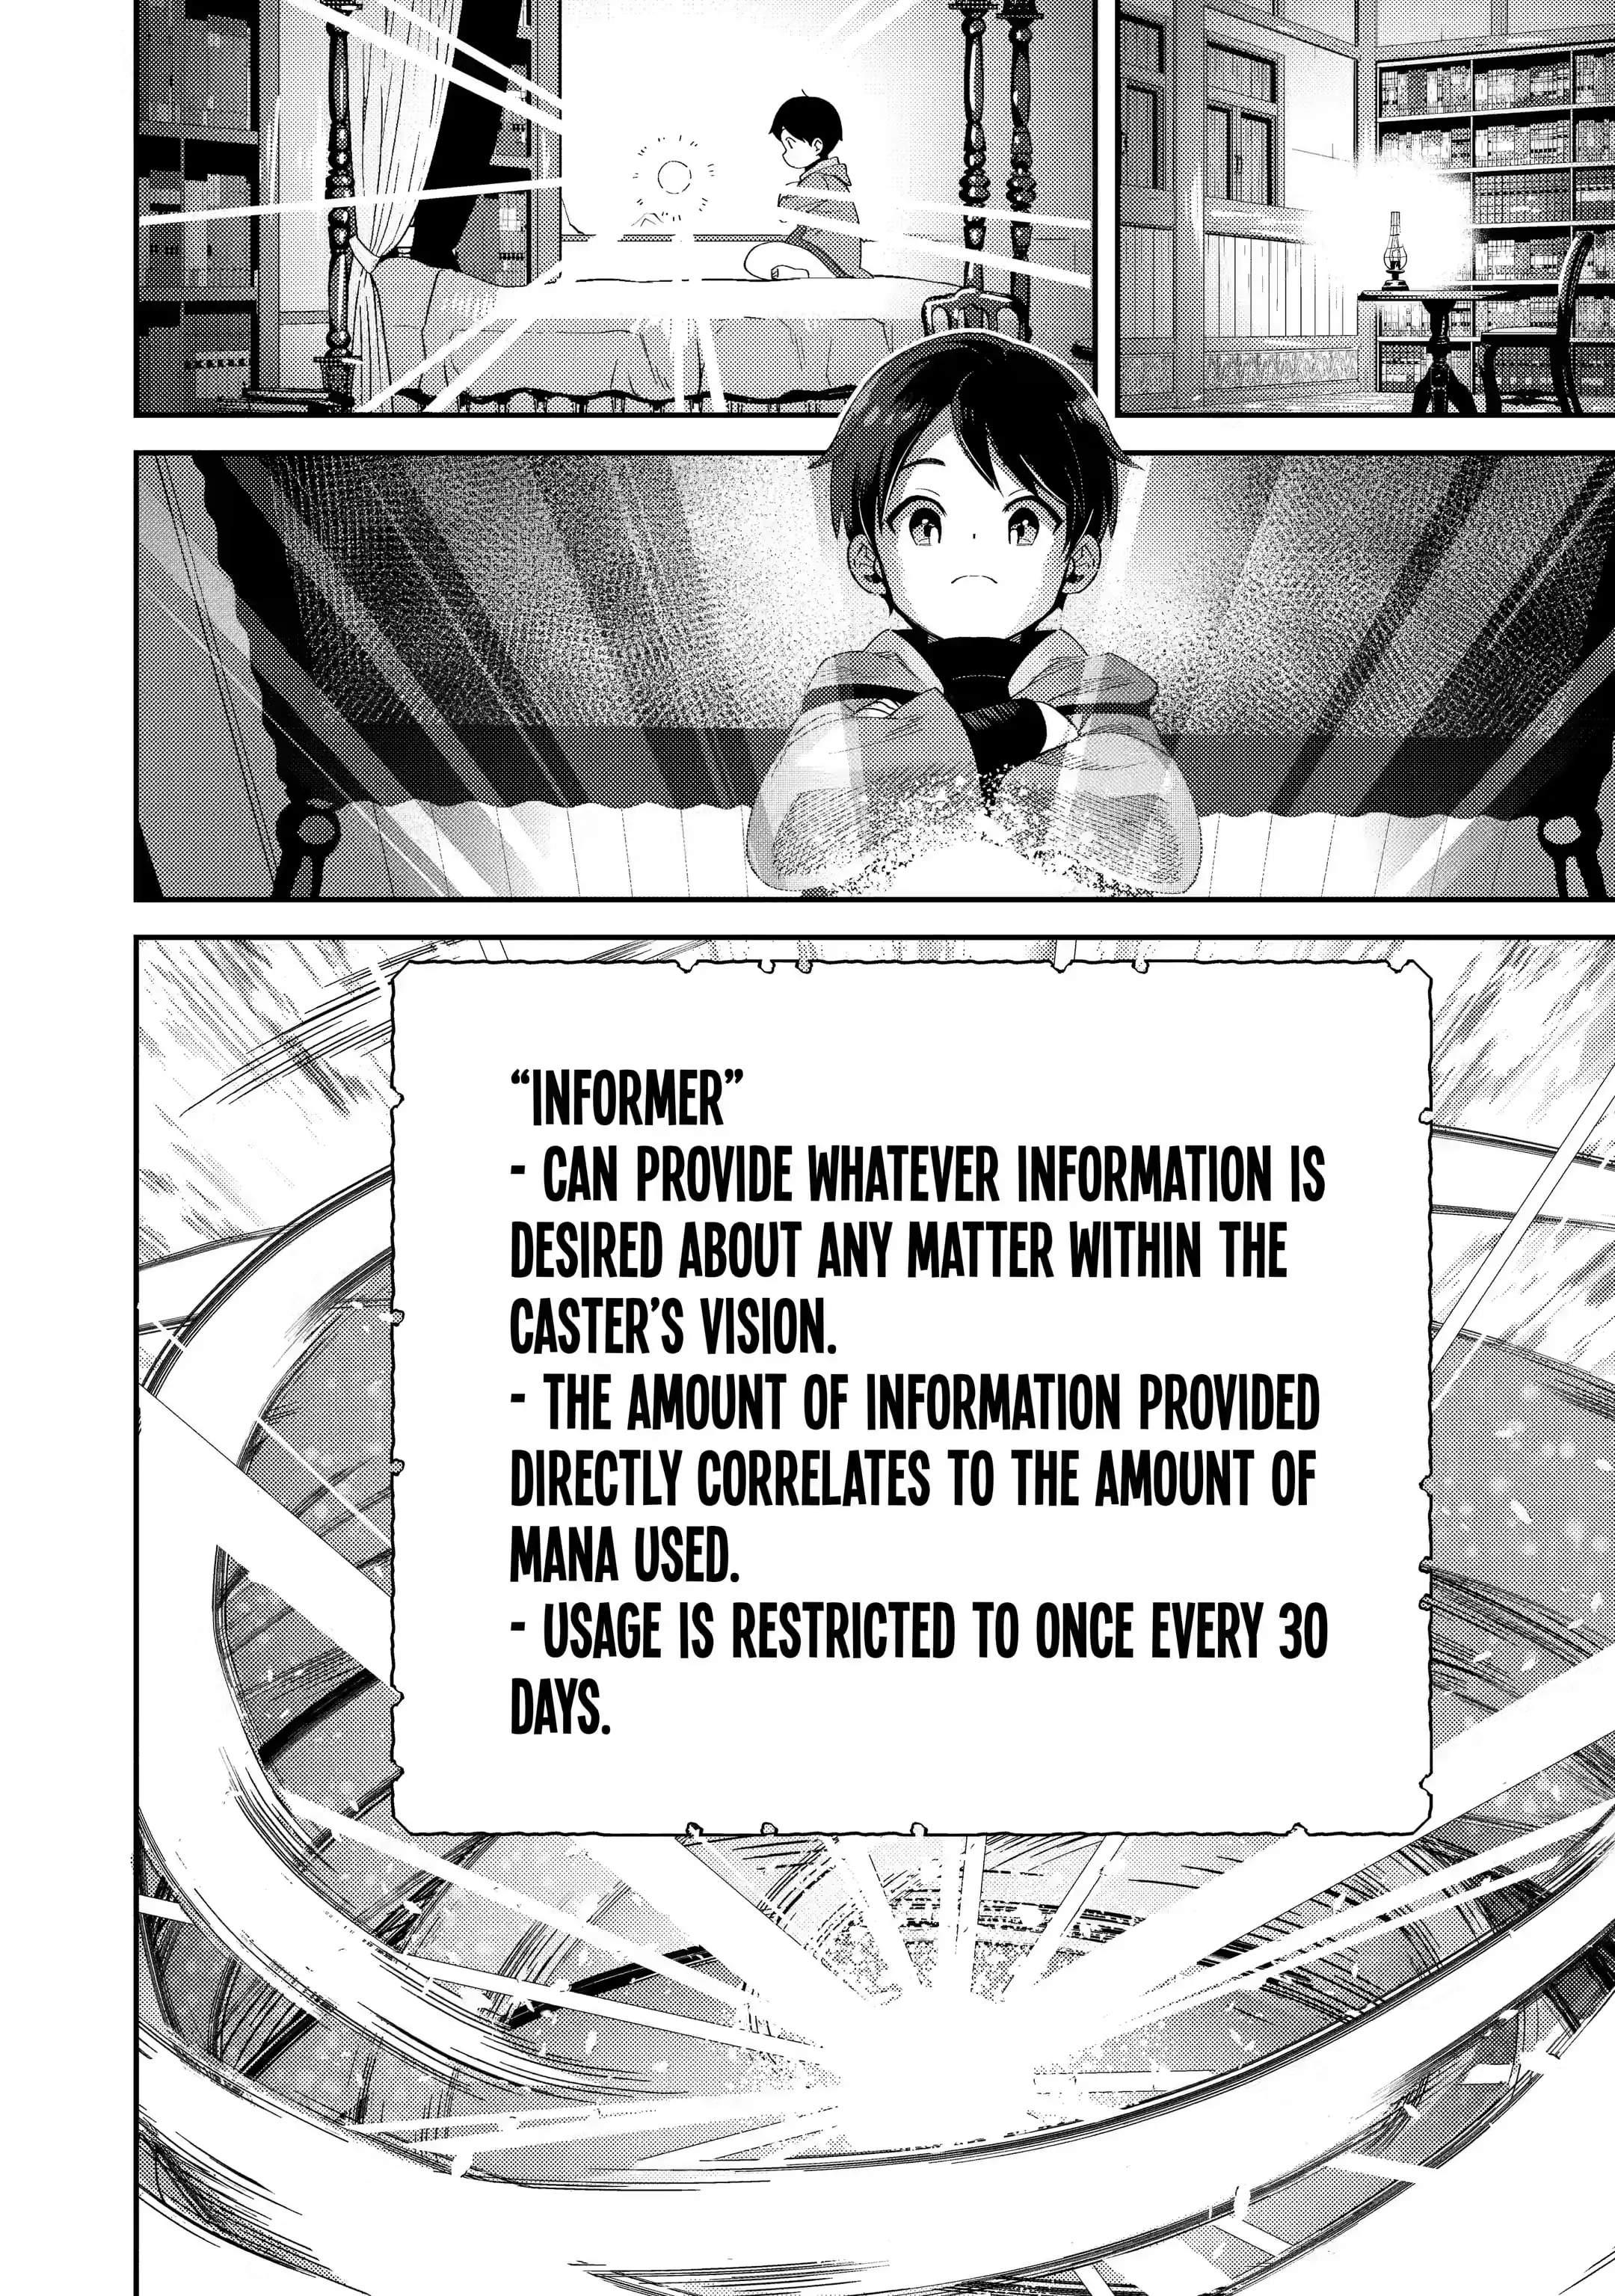 “INFORMER”
- CAN PROVIDE WHATEVER INFORMATION IS
DESIRED ABOUT ANY MATTER WITHIN THE
CASTER’S VISION.
- THE AMOUNT OF INFORMATION PROVIDED
DIRECTLY CORRELATES TO THE AMOUNT OF
MANA USED.
- USAGE IS RESTRICTED TO ONCE EVERY 30
DAYS.